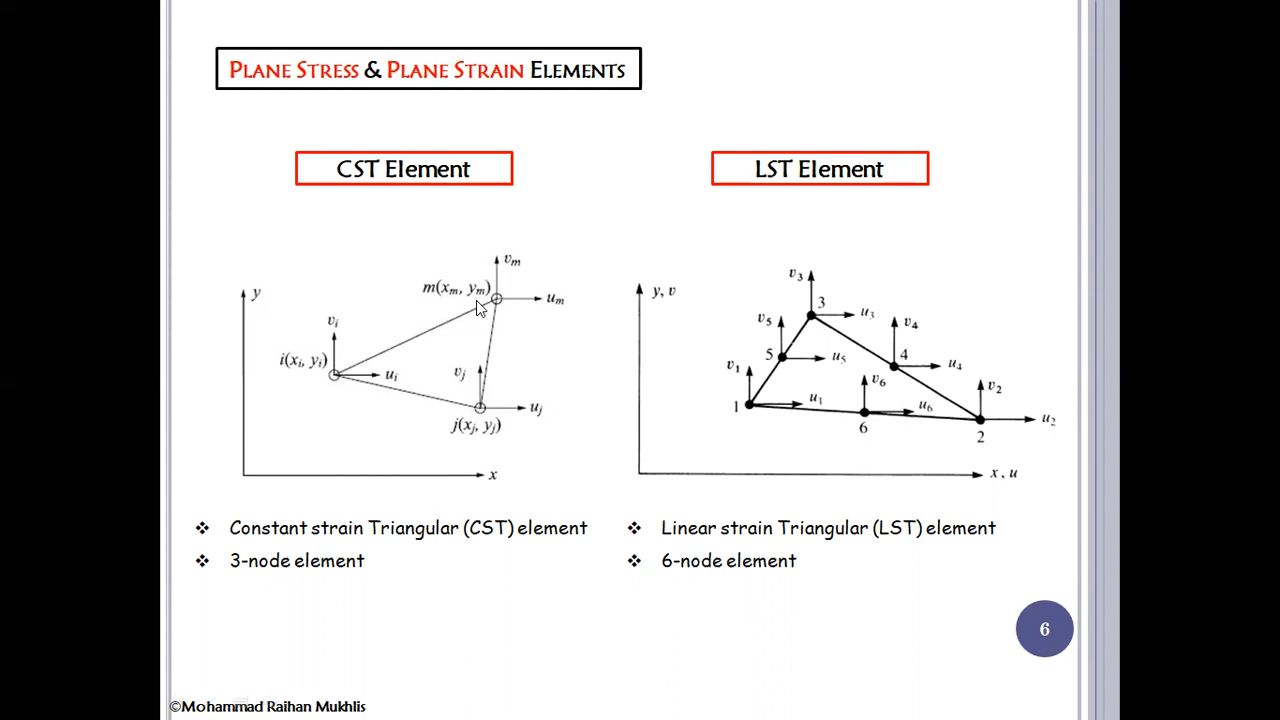 PLANE STRESS & PLANE STRAIN ELEMENTS
CST Element
LST Element
y
vm
m(xm, ym)
um
vi
i(xi, yi)
ui
vj
uj
j(xj, yj)
x
y, v
v3
3
u3
v5
5
u5
v4
4
u4
v1
1
u1
v6
u6
6
v2
u2
2
x, u
❖ Constant strain Triangular (CST) element
❖ 3-node element
❖ Linear strain Triangular (LST) element
❖ 6-node element
6
©Mohammad Raihan Mukhlis